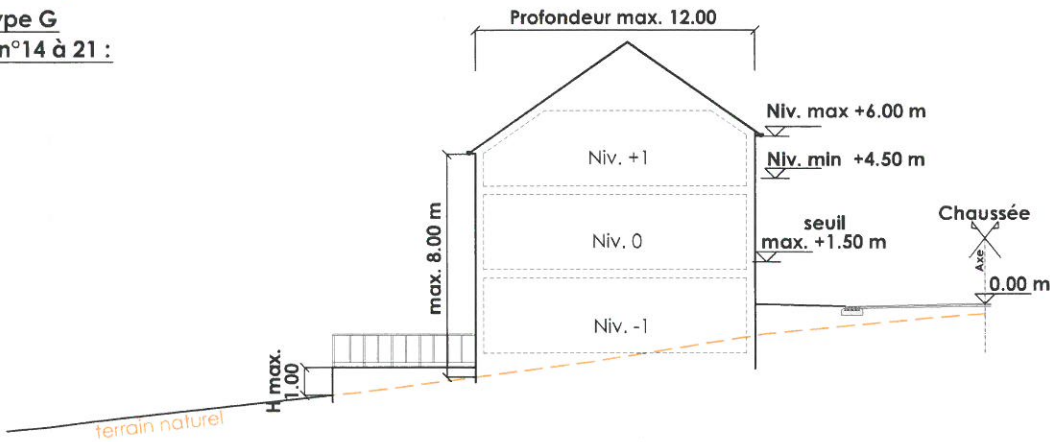 ype G
n°14 à 21 :
Profondeur max. 12.00
Niv. max +6.00 m
Niv. +1
Niv. min +4.50 m
max. 8.00 m
Niv. 0
seuil
max. +1.50 m
Chaussée
Axe
0.00 m
Niv. -1
H max.
1.00
terrain naturel